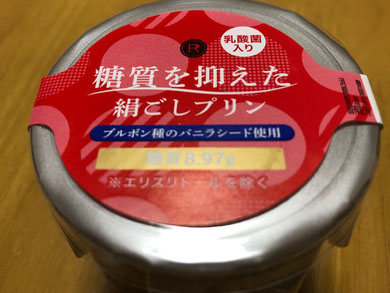 R
乳酸菌
入り
糖質を抑えた
絹ごしプリン
ブルボン種のバニラシード使用
糖質8.97g
※エリスリトールを除く